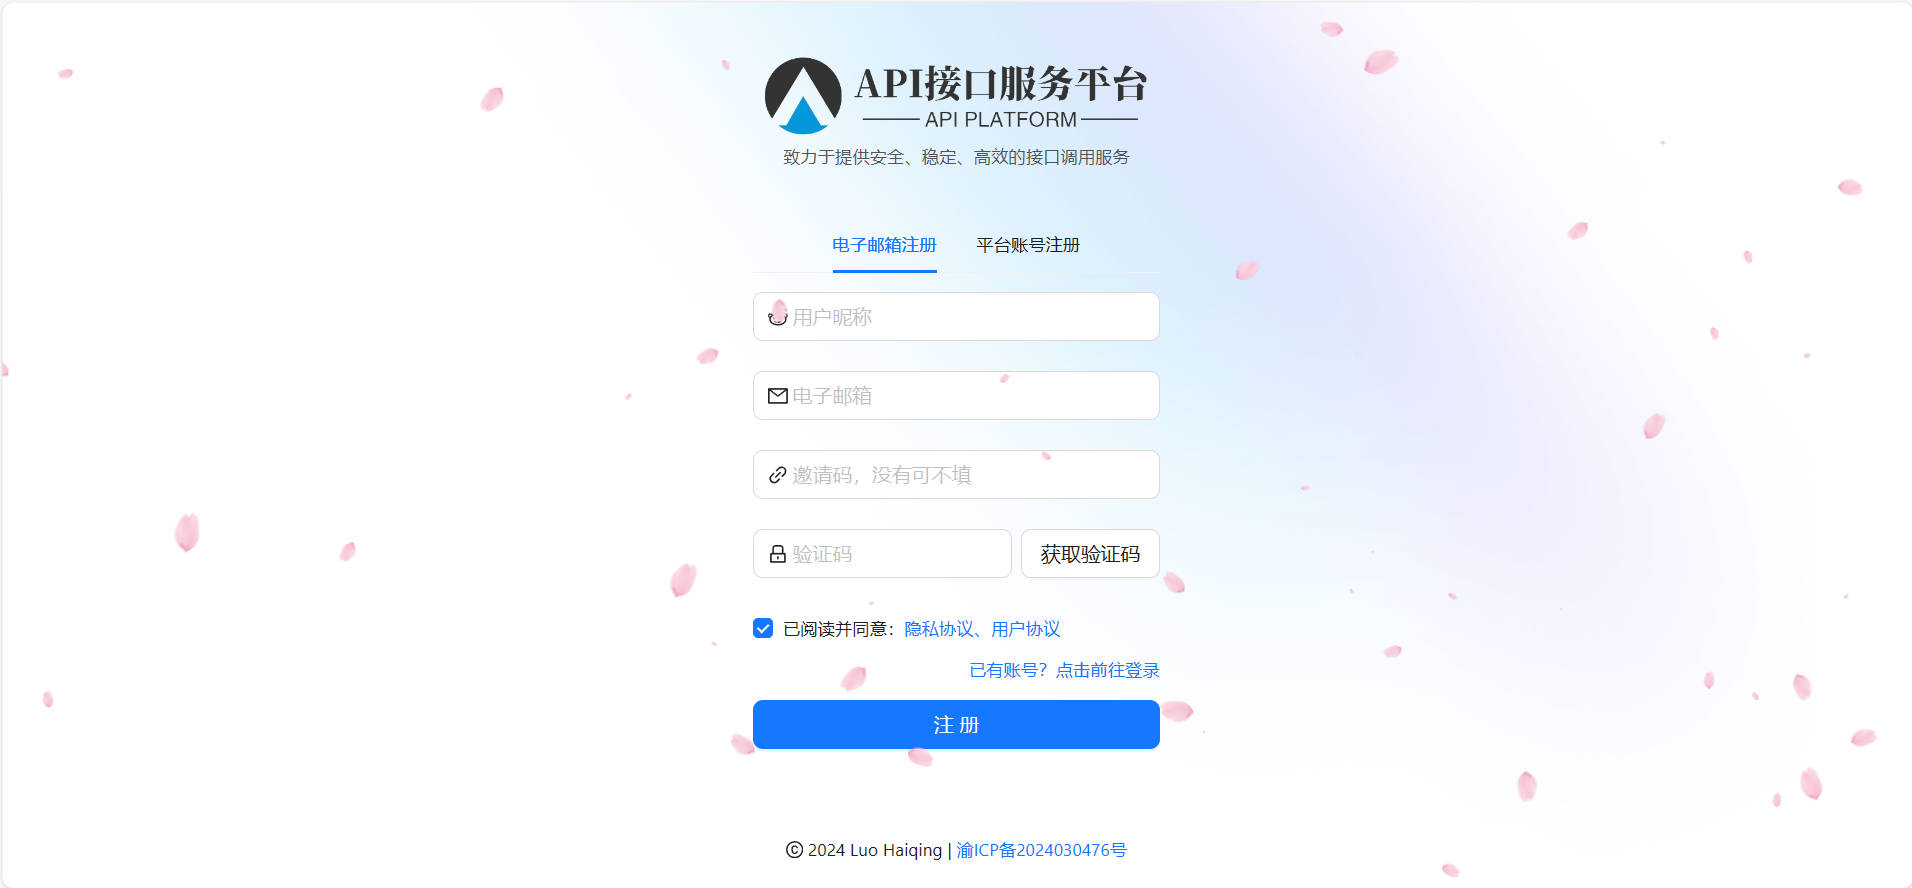 API接口服务平台
API PLATFORM
致力于提供安全、稳定、高效的接口调用服务
电子邮箱注册 平台账号注册
用户昵称
电子邮箱
邀请码，没有可不填
验证码 获取验证码
已阅读并同意：隐私协议、用户协议
已有账号？点击前往登录
注 册
© 2024 Luo Haiqing | 渝ICP备2024030476号